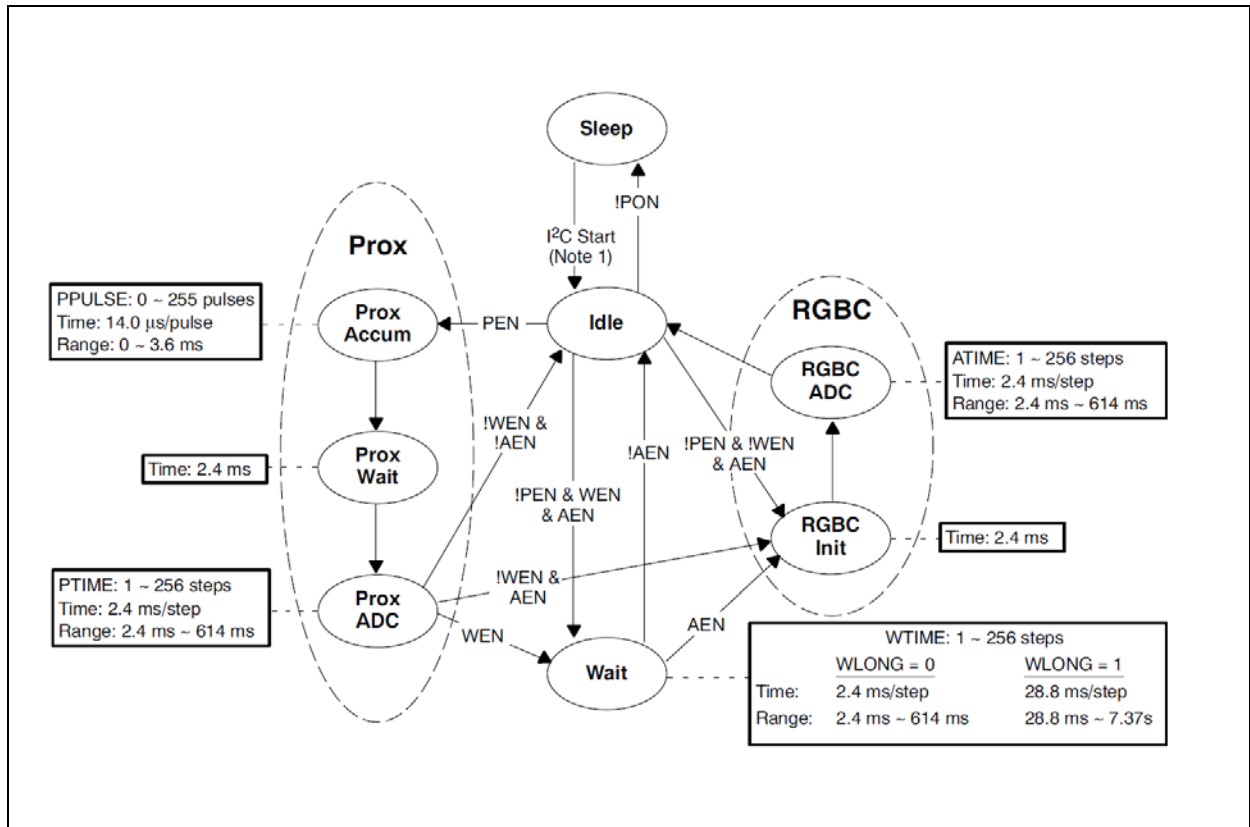 Sleep
!PON
I²C Start
(Note 1)
Prox
PPULSE: 0 ~ 255 pulses
Time: 14.0 μs/pulse
Range: 0 ~ 3.6 ms
Prox
Accum
PEN
Idle
RGBC
RGBC
ADC
ATIME: 1 ~ 256 steps
Time: 2.4 ms/step
Range: 2.4 ms ~ 614 ms
!WEN &
!AEN
!PEN & !WEN
& AEN
!AEN
Time: 2.4 ms
Prox
Wait
!PEN & WEN
& AEN
RGBC
Init
Time: 2.4 ms
PTIME: 1 ~ 256 steps
Time: 2.4 ms/step
Range: 2.4 ms ~ 614 ms
Prox
ADC
!WEN &
AEN
WEN
AEN
Wait
WTIME: 1 ~ 256 steps
WLONG = 0 WLONG = 1
Time: 2.4 ms/step 28.8 ms/step
Range: 2.4 ms ~ 614 ms 28.8 ms ~ 7.37s